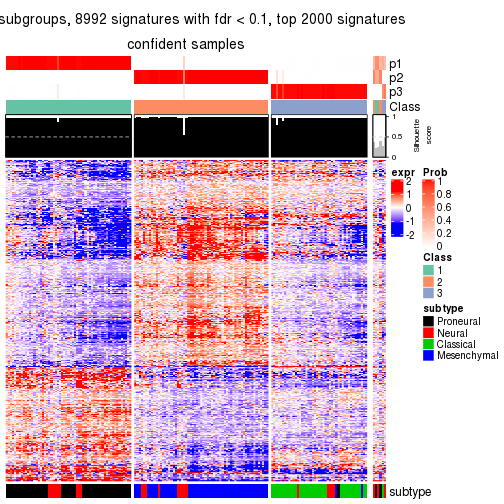 subgroups, 8992 signatures with fdr < 0.1, top 2000 signatures
confident samples
p1
p2
p3
Class
1
0.5
0
Silhouette
score
expr
2
1
0
-1
-2
Prob
1
0.8
0.6
0.4
0.2
0
Class
1
2
3
subtype
Proneural
Neural
Classical
Mesenchymal
subtype